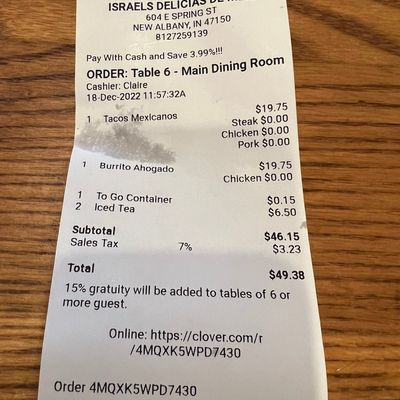 ISRAELS DELICIAS DE
604 E SPRING ST
NEW ALBANY, IN 47150
8127259139
Pay With Cash and Save 3.99%!!!
ORDER: Table 6 - Main Dining Room
Cashier: Claire
18-Dec-2022 11:57:32A
1 Tacos Mexicanos $19.75
Steak $0.00
Chicken $0.00
Pork $0.00
1 Burrito Ahogado $19.75
Chicken $0.00
1 To Go Container $0.15
2 Iced Tea $6.50
Subtotal $46.15
Sales Tax 7% $3.23
Total $49.38
15% gratuity will be added to tables of 6 or
more guest.
Online: https://clover.com/r
/4MQXK5WPD7430
Order 4MQXK5WPD7430